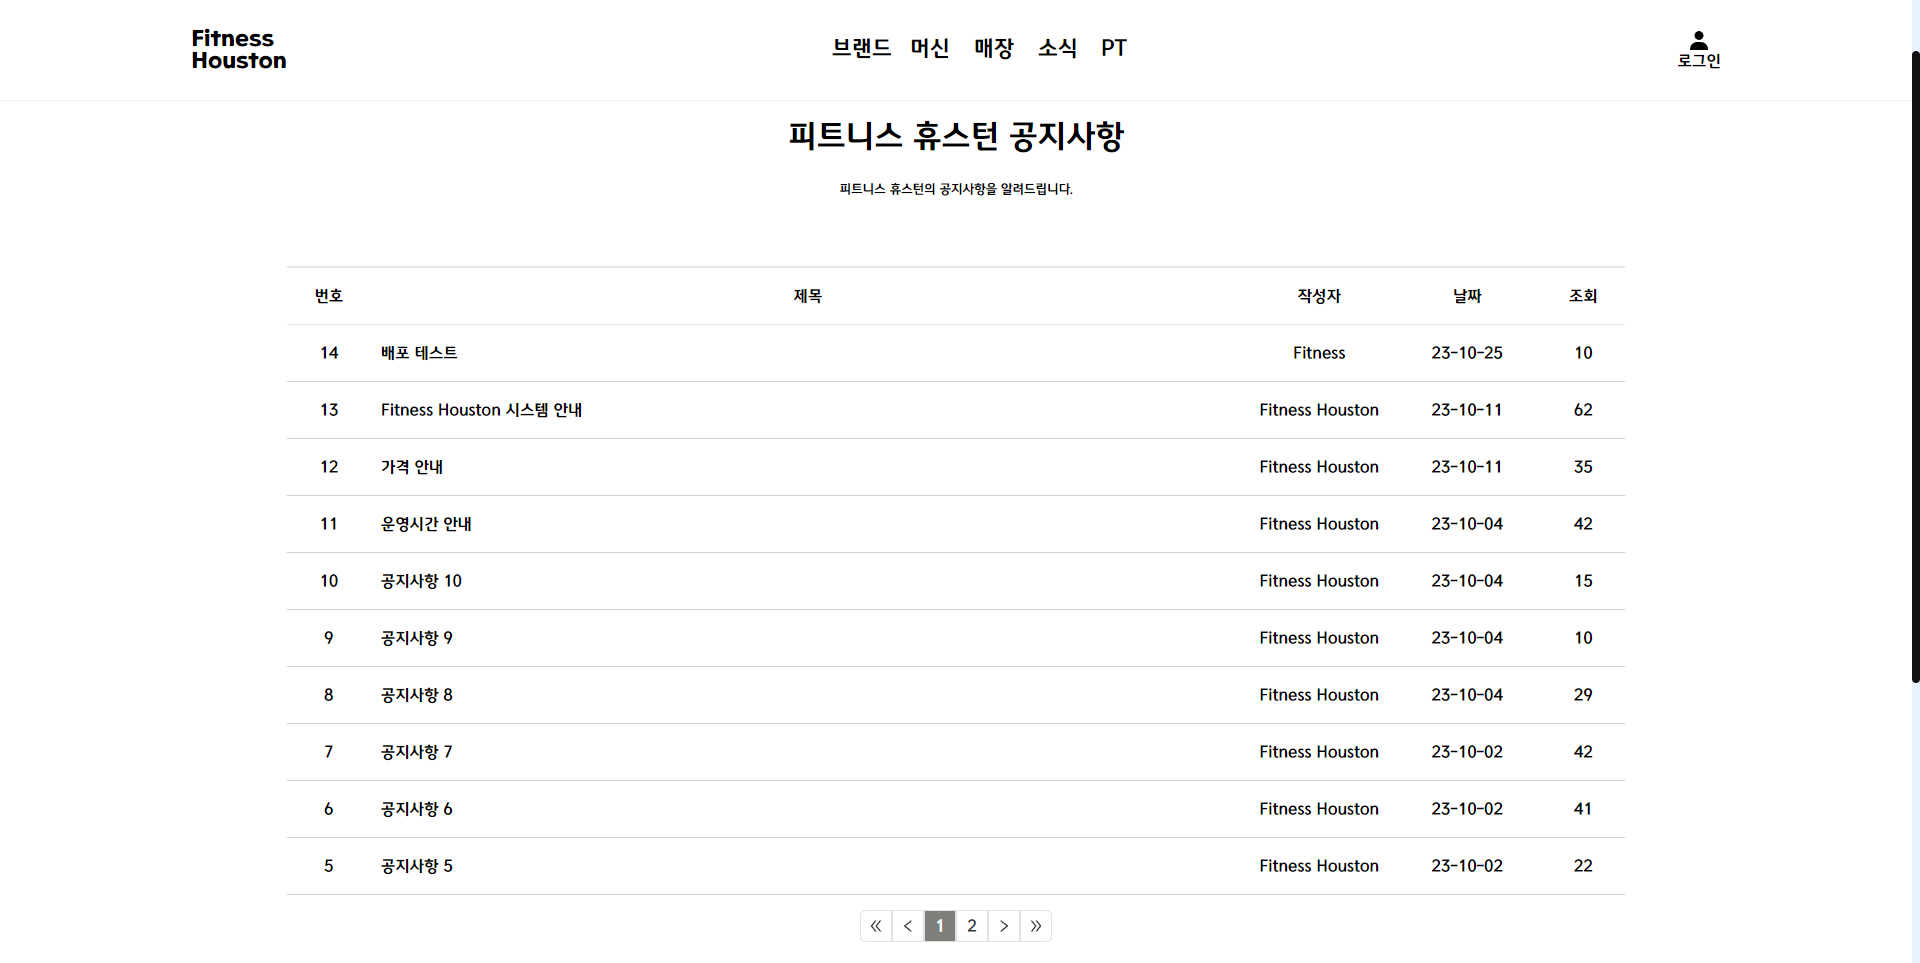 Fitness
Houston
브랜드 머신 매장 소식 PT
로그인
피트니스 휴스턴 공지사항
피트니스 휴스턴의 공지사항을 알려드립니다.
번호 제목 작성자 날짜 조회
14 배포 테스트 Fitness 23-10-25 10
13 Fitness Houston 시스템 안내 Fitness Houston 23-10-11 62
12 가격 안내 Fitness Houston 23-10-11 35
11 운영시간 안내 Fitness Houston 23-10-04 42
10 공지사항 10 Fitness Houston 23-10-04 15
9 공지사항 9 Fitness Houston 23-10-04 10
8 공지사항 8 Fitness Houston 23-10-04 29
7 공지사항 7 Fitness Houston 23-10-02 42
6 공지사항 6 Fitness Houston 23-10-02 41
5 공지사항 5 Fitness Houston 23-10-02 22
« < 1 2 > »